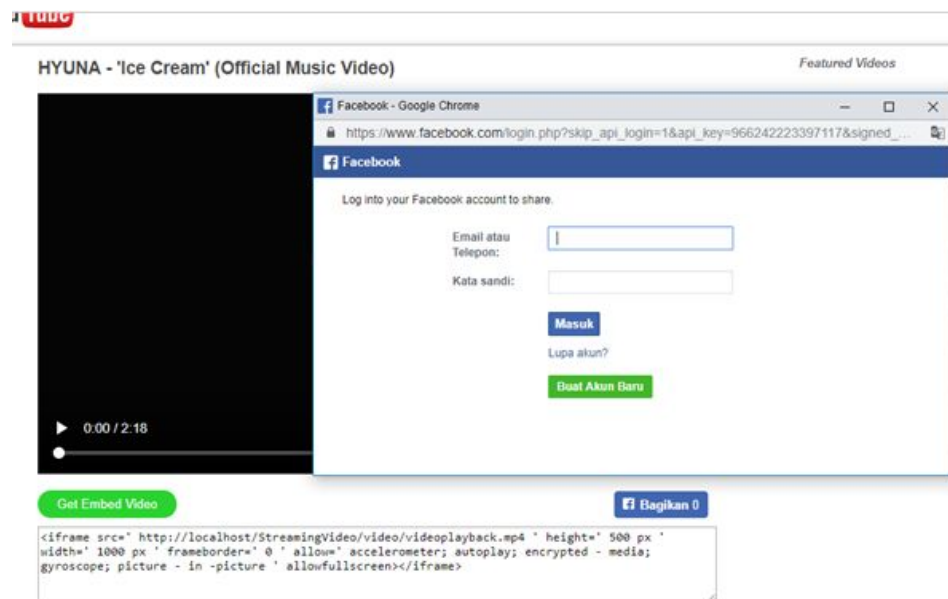 Tube
HYUNA - 'Ice Cream' (Official Music Video)
Featured Videos
Facebook - Google Chrome
https://www.facebook.com/login.php?skip_api_login=1&api_key=966242223397117&signed_...
Facebook
Log into your Facebook account to share.
Email atau
Telepon:
Kata sandi:
Masuk
Lupa akun?
Buat Akun Baru
0:00 / 2:18
Get Embed Video
Bagikan 0
<iframe src=' http://localhost/StreamingVideo/video/videoplayback.mp4 ' height=' 500 px '
width=' 1000 px ' frameborder=' 0 ' allow=' accelerometer; autoplay; encrypted - media;
gyroscope; picture - in -picture ' allowfullscreen></iframe>